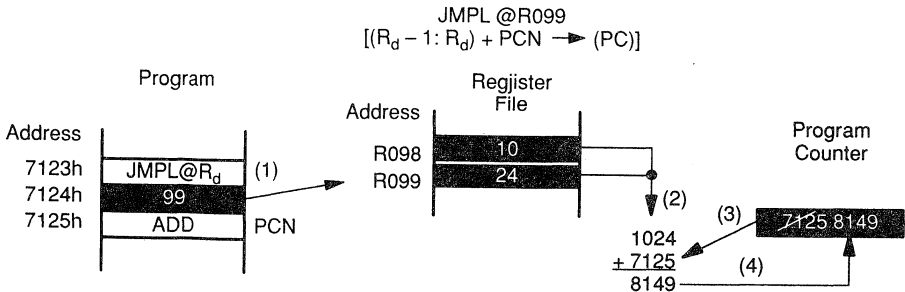 JMPL @R099
[(Rd – 1: Rd) + PCN → (PC)]
Program
Address
7123h
JMPL@Rd
(1)
7124h
99
7125h
ADD
PCN
Regjister
File
Address
R098
10
R099
24
(2)
1024
+ 7125
8149
(3)
(4)
Program
Counter
7125 8149